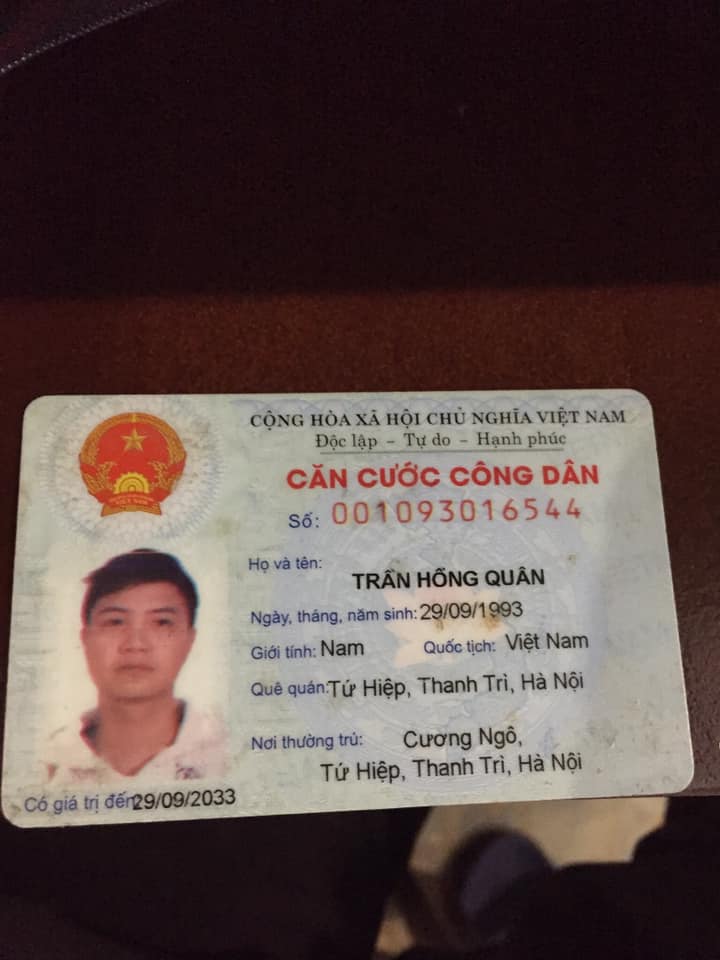 CỘNG HÒA XÃ HỘI CHỦ NGHĨA VIỆT NAM
Độc lập – Tự do – Hạnh phúc
CĂN CƯỚC CÔNG DÂN
Số: 001093016544
Họ và tên:
TRẦN HỒNG QUÂN
Ngày, tháng, năm sinh: 29/09/1993
Giới tính: Nam Quốc tịch: Việt Nam
Quê quán: Tứ Hiệp, Thanh Trì, Hà Nội
Nơi thường trú: Cương Ngô,
Tứ Hiệp, Thanh Trì, Hà Nội
Có giá trị đến 29/09/2033